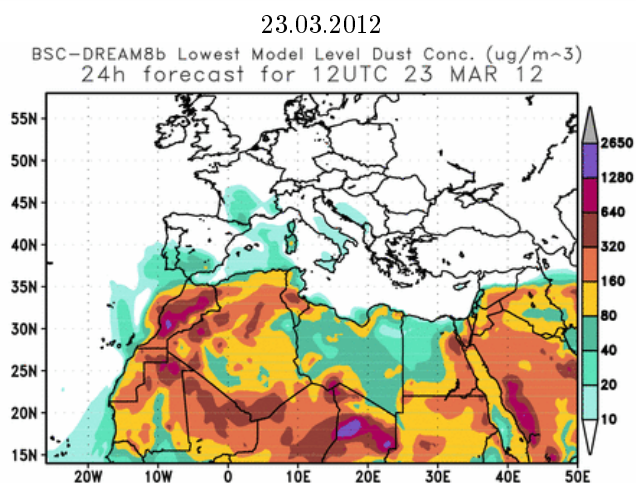 23.03.2012
BSC-DREAM8b Lowest Model Level Dust Conc. (ug/m^3)
24h forecast for 12UTC 23 MAR 12
55N
50N
45N
40N
35N
30N
25N
20N
15N
20W 10W 0 10E 20E 30E 40E 50E
2650
1280
640
320
160
80
40
20
10